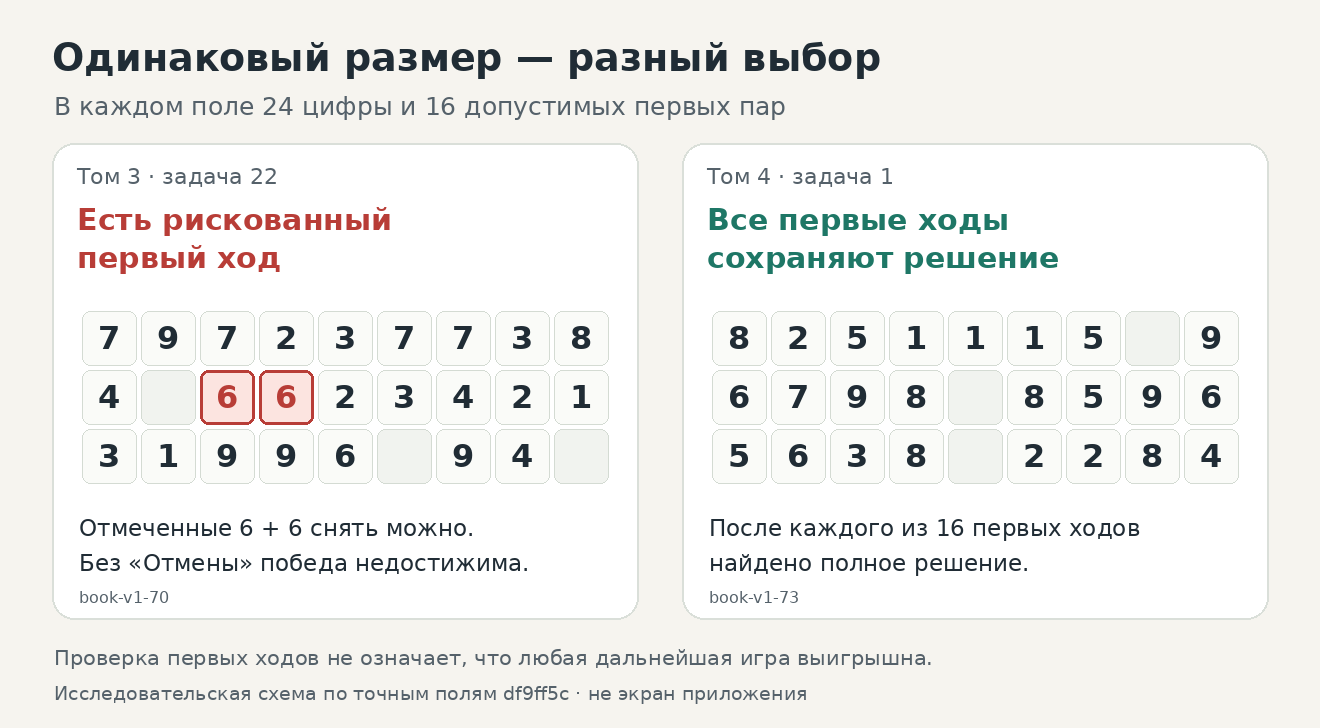 Одинаковый размер — разный выбор
В каждом поле 24 цифры и 16 допустимых первых пар
Том 3 · задача 22
Есть рискованный
первый ход
7 9 7 2 3 7 7 3 8
4 6 6 2 3 4 2 1
3 1 9 9 6 9 4
Отмеченные 6 + 6 снять можно.
Без «Отмены» победа недостижима.
book-v1-70
Том 4 · задача 1
Все первые ходы
сохраняют решение
8 2 5 1 1 1 5 9
6 7 9 8 8 5 9 6
5 6 3 8 2 2 8 4
После каждого из 16 первых ходов
найдено полное решение.
book-v1-73
Проверка первых ходов не означает, что любая дальнейшая игра выигрышна.
Исследовательская схема по точным полям df9ff5c · не экран приложения